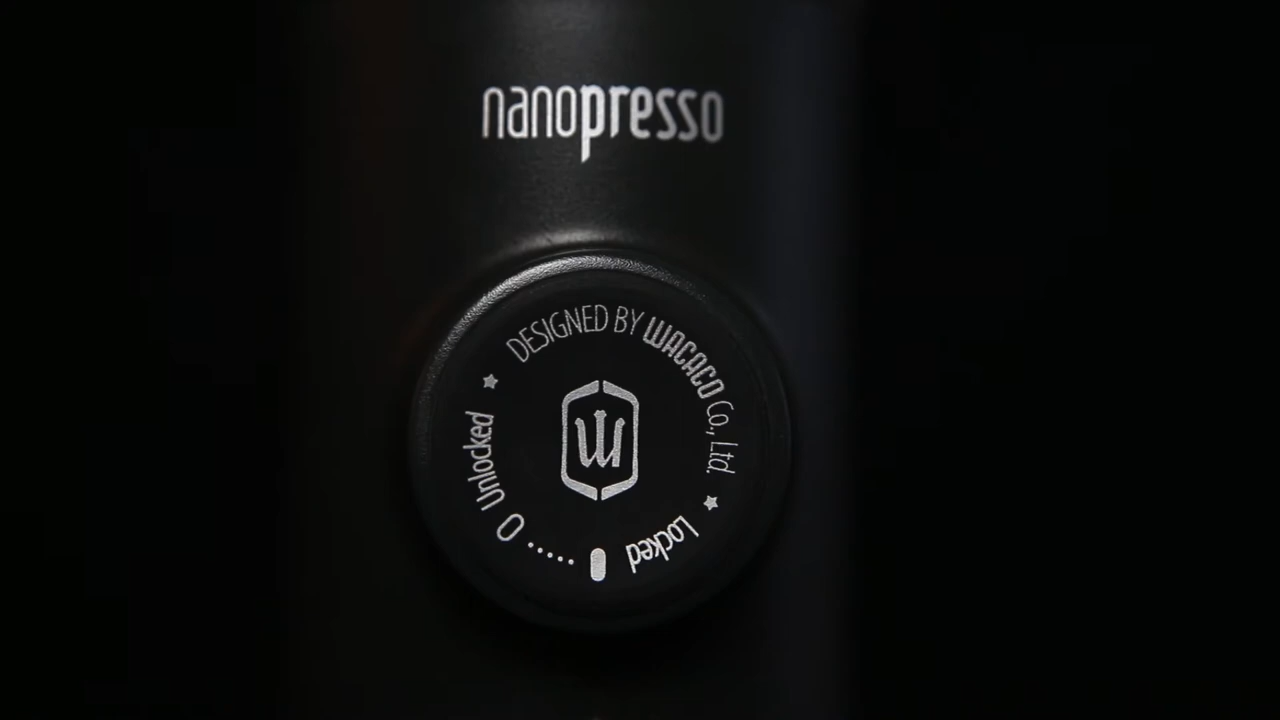 nanopresso
DESIGNED BY WACACO Co., Ltd.
Locked
Unlocked
W